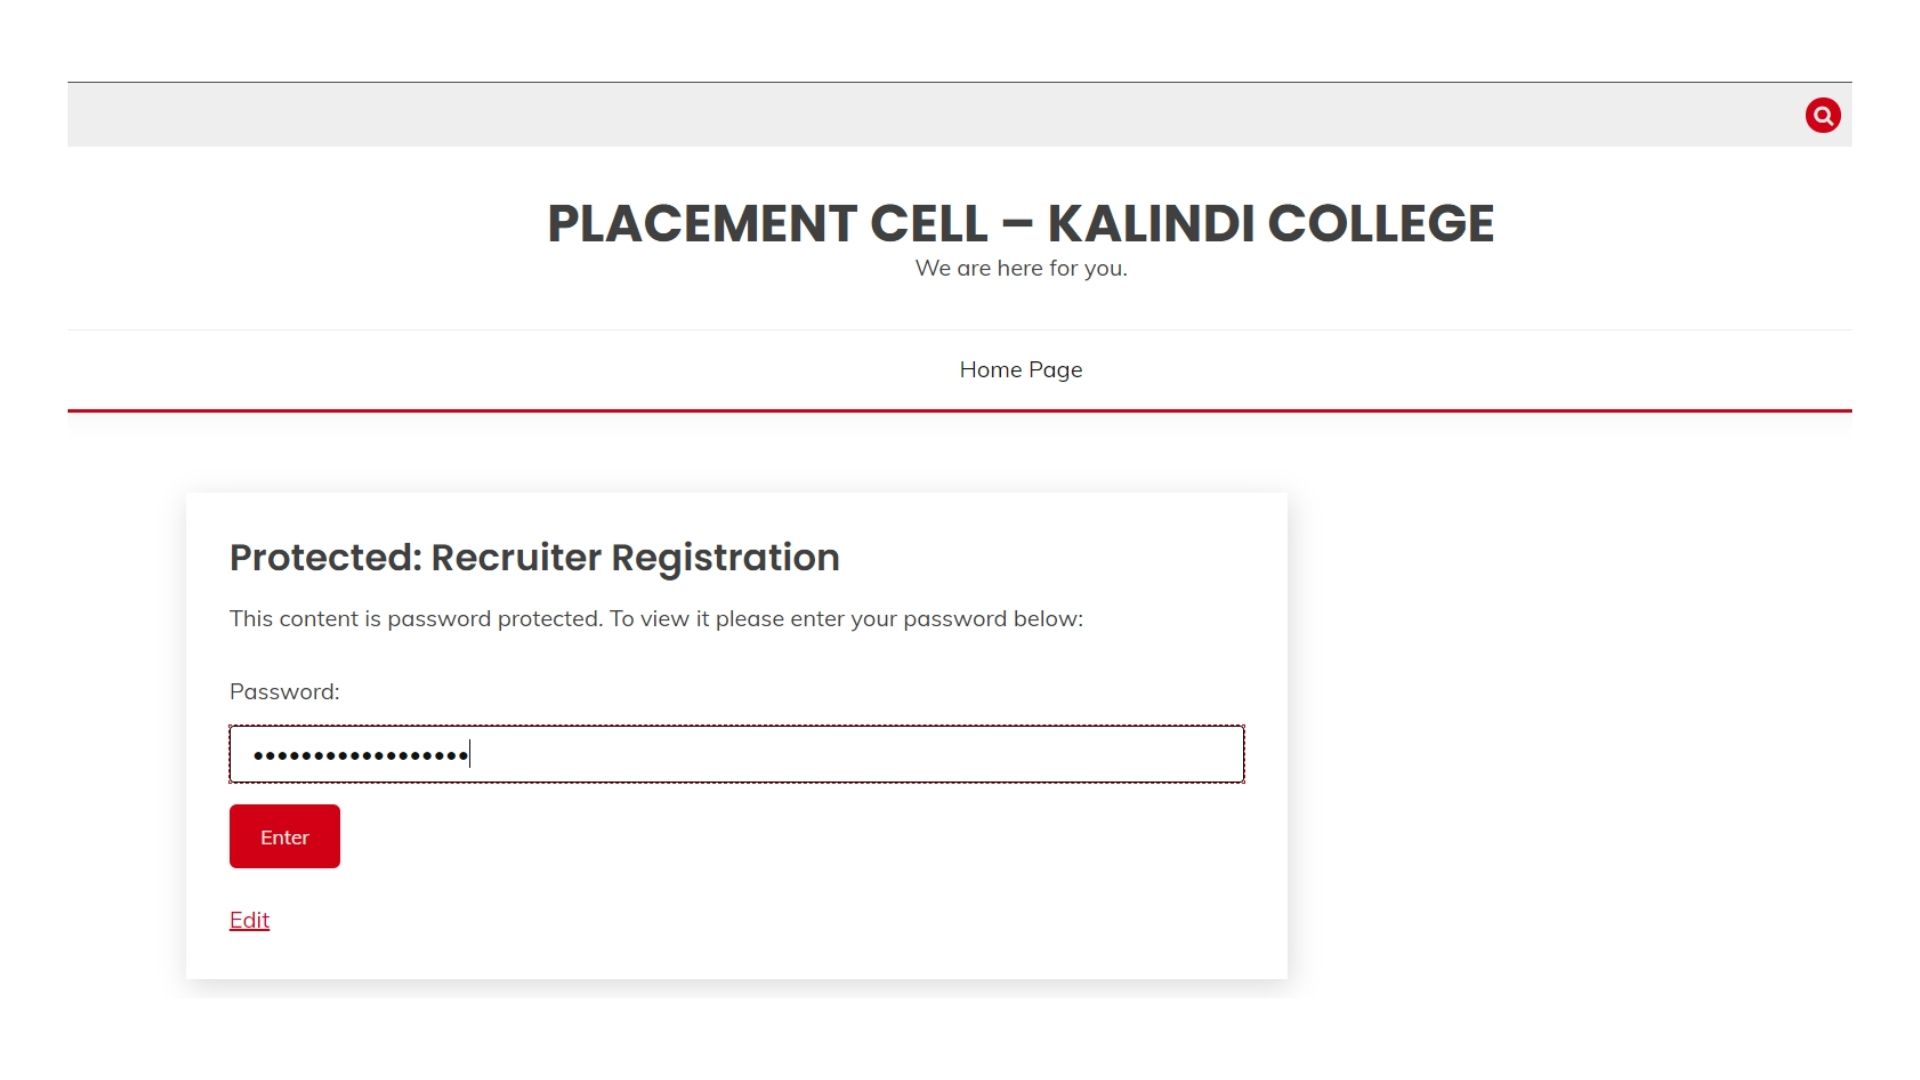 PLACEMENT CELL – KALINDI COLLEGE
We are here for you.
Home Page
Protected: Recruiter Registration
This content is password protected. To view it please enter your password below:
Password:
••••••••••••••••••
Enter
Edit